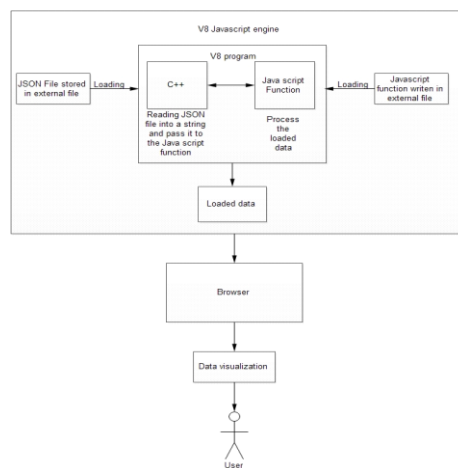 V8 Javascript engine
V8 program
JSON File stored
in external file
Loading
C++
Java script
Function
Loading
Javascript
function writen in
external file
Reading JSON
file into a string
and pass it to
the Java script
function
Process
the
loaded
data
Loaded data
Browser
Data visualization
User